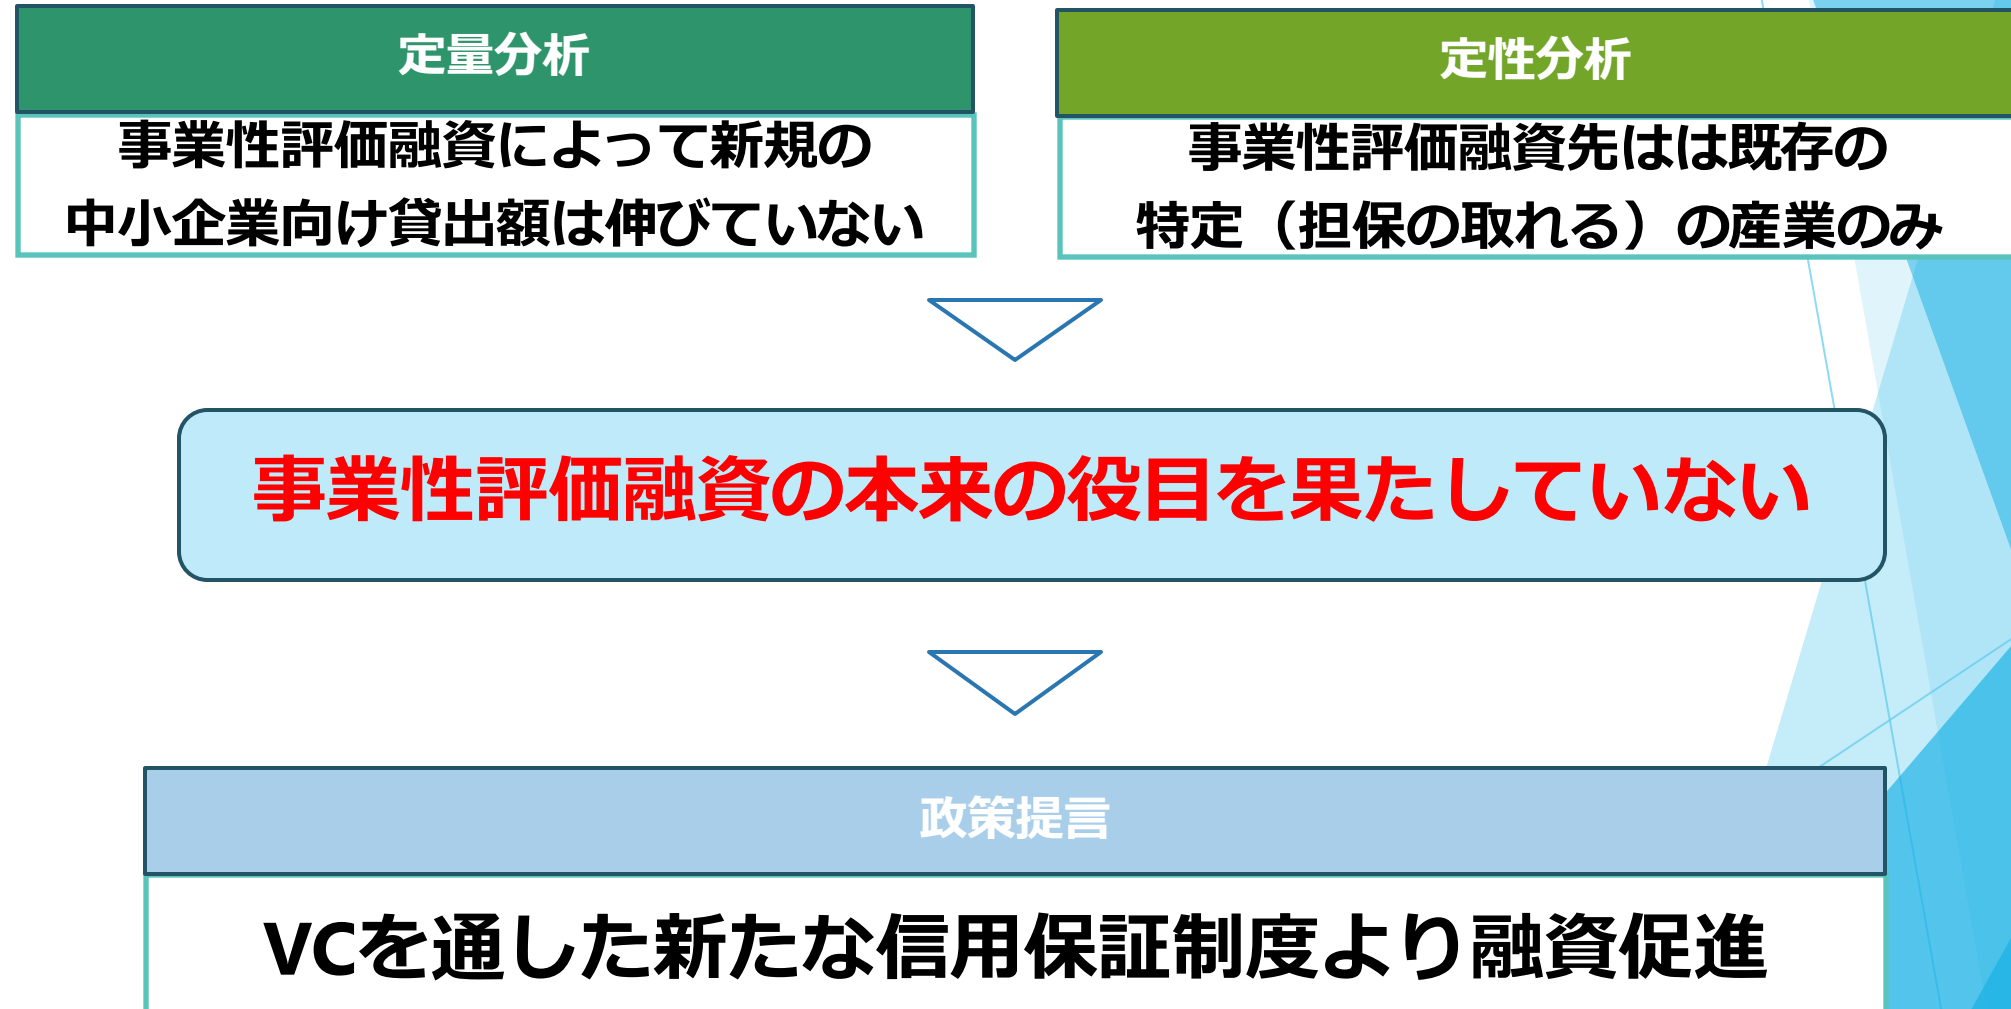 定量分析
事業性評価融資によって新規の
中小企業向け貸出額は伸びていない
定性分析
事業性評価融資先はは既存の
特定（担保の取れる）の産業のみ
事業性評価融資の本来の役目を果たしていない
政策提言
VCを通した新たな信用保証制度より融資促進